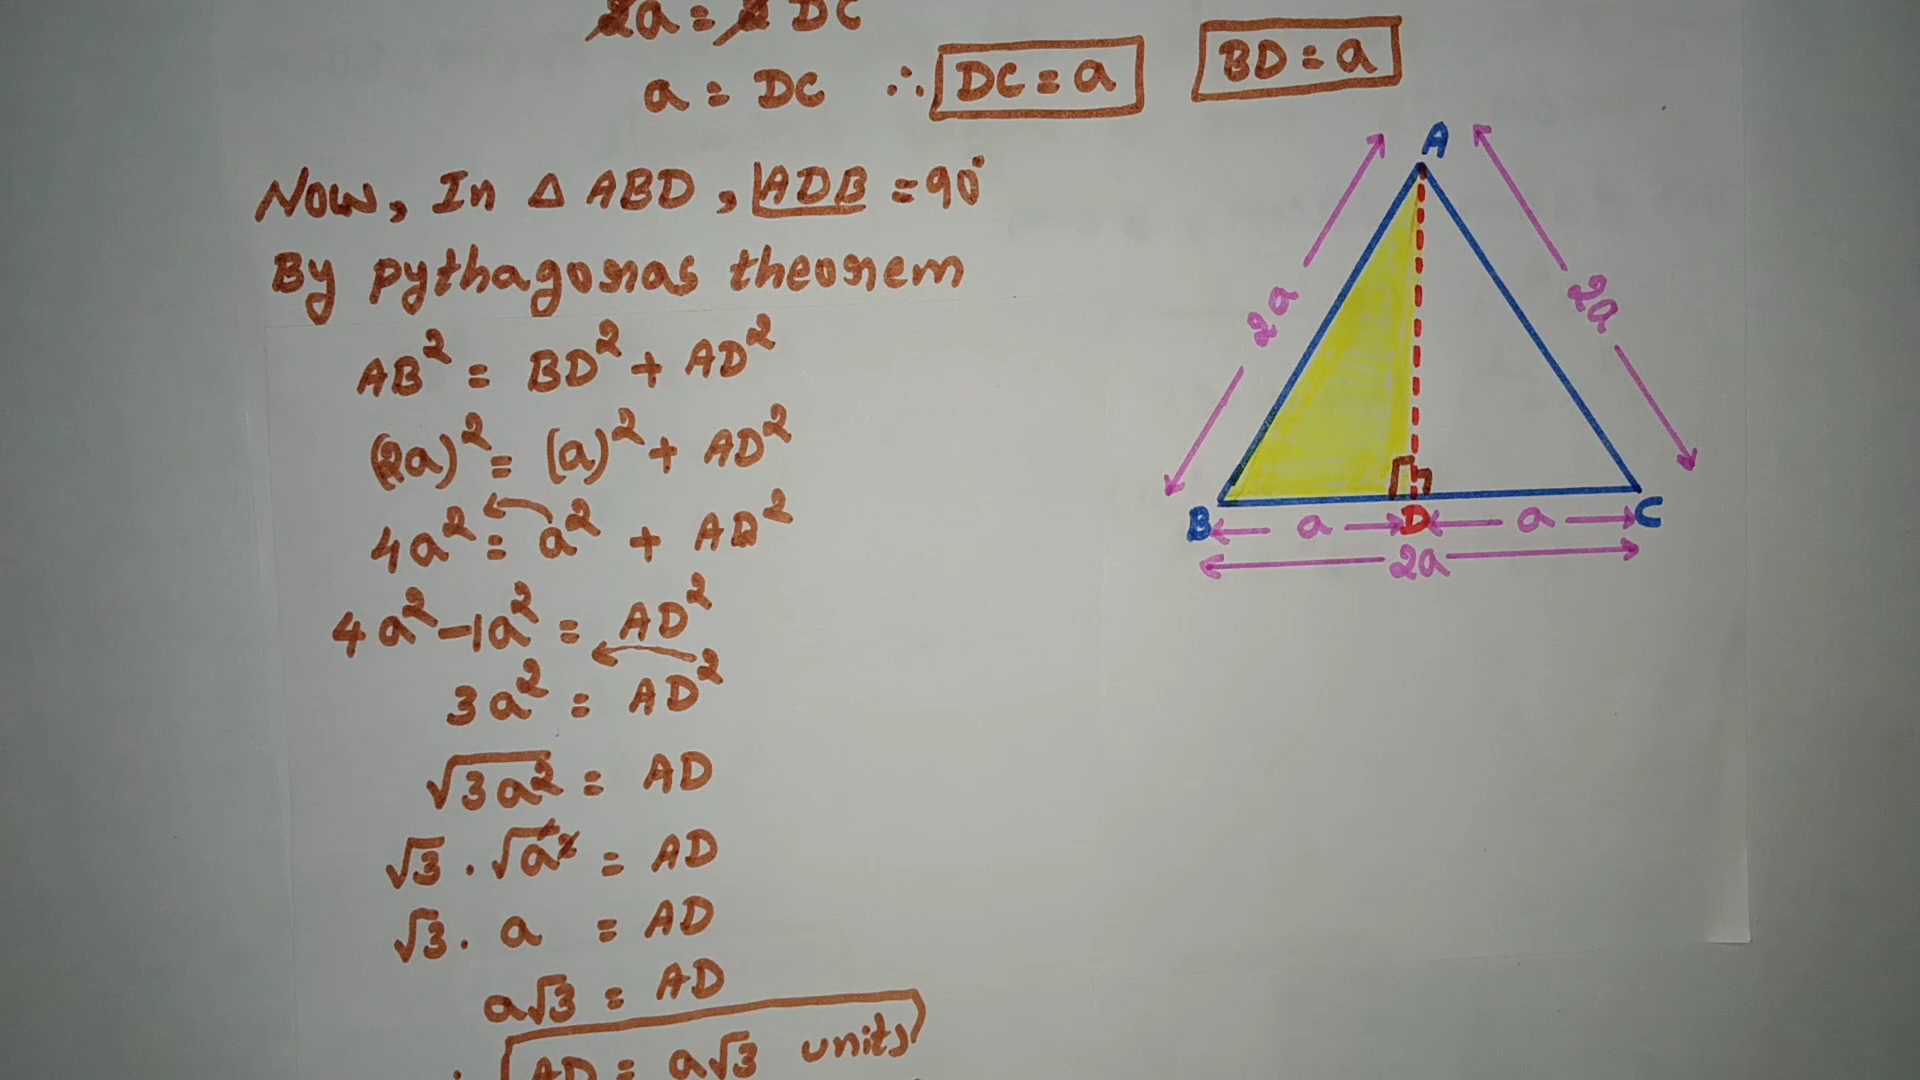 2a = 2 DC
a = DC ∴ DC = a BD = a
Now, In △ ABD, ∠ADB = 90°
By pythagoras theorem
AB² = BD² + AD²
(2a)² = (a)² + AD²
4a² = a² + AD²
4a² - 1a² = AD²
3a² = AD²
√3a² = AD
√3 . √a² = AD
√3 . a = AD
a√3 = AD
∴ AD = a√3 units
A
2a 2a
B a D a C
2a